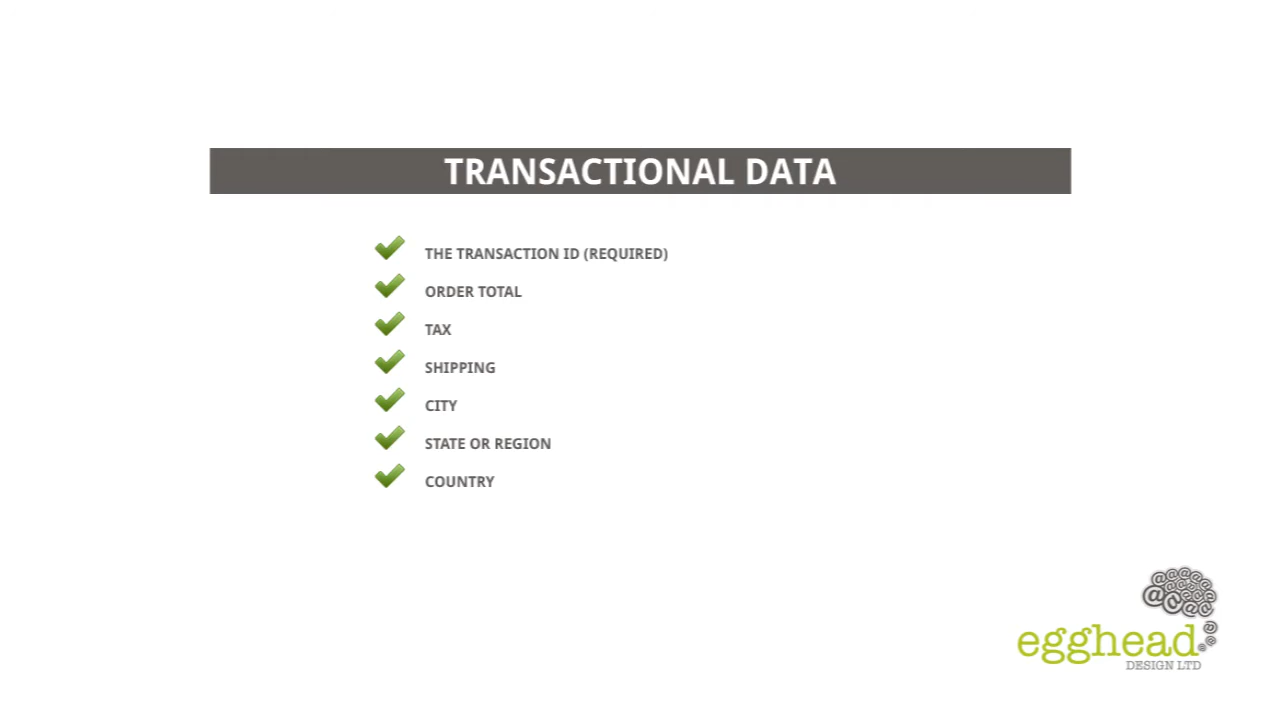 TRANSACTIONAL DATA
THE TRANSACTION ID (REQUIRED)
ORDER TOTAL
TAX
SHIPPING
CITY
STATE OR REGION
COUNTRY
egghead
DESIGN LTD